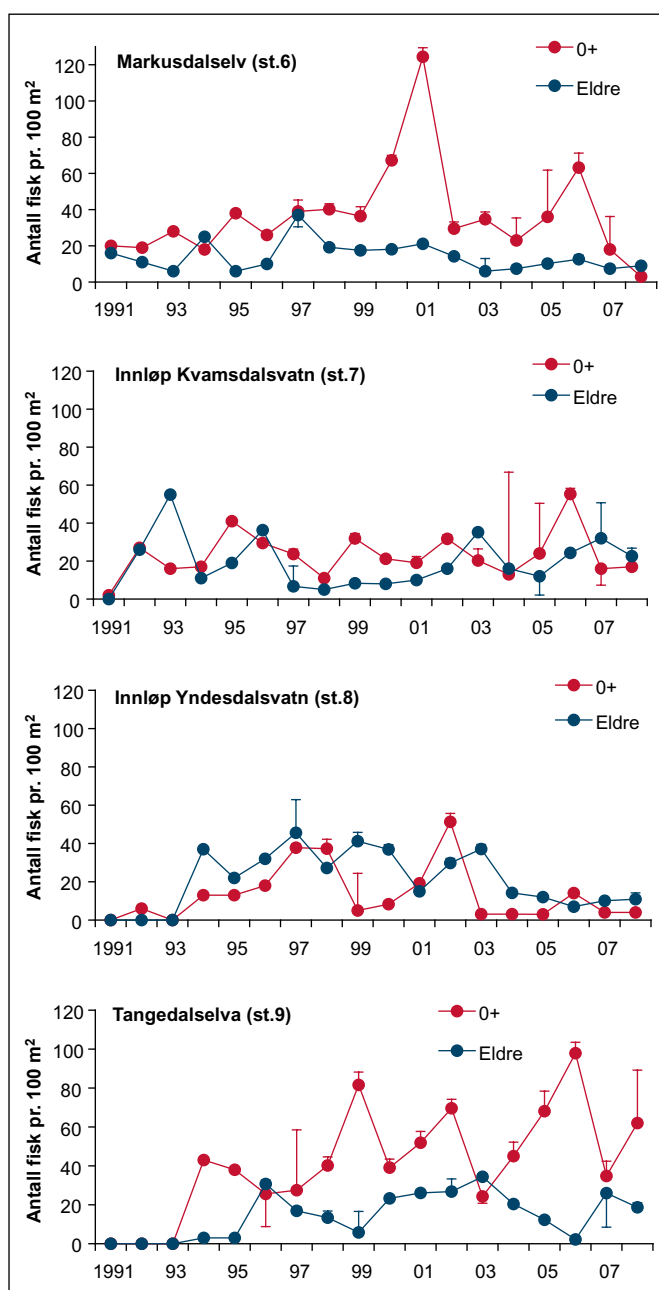 Markusdalselv (st.6)
0+
Eldre
Antall fisk pr. 100 m²
120
100
80
60
40
20
0
1991 93 95 97 99 01 03 05 07
Innløp Kvamsdalsvatn (st.7)
0+
Eldre
Antall fisk pr. 100 m²
120
100
80
60
40
20
0
1991 93 95 97 99 01 03 05 07
Innløp Yndesdalsvatn (st.8)
0+
Eldre
Antall fisk pr. 100 m²
120
100
80
60
40
20
0
1991 93 95 97 99 01 03 05 07
Tangedalselva (st.9)
0+
Eldre
Antall fisk pr. 100 m²
120
100
80
60
40
20
0
1991 93 95 97 99 01 03 05 07